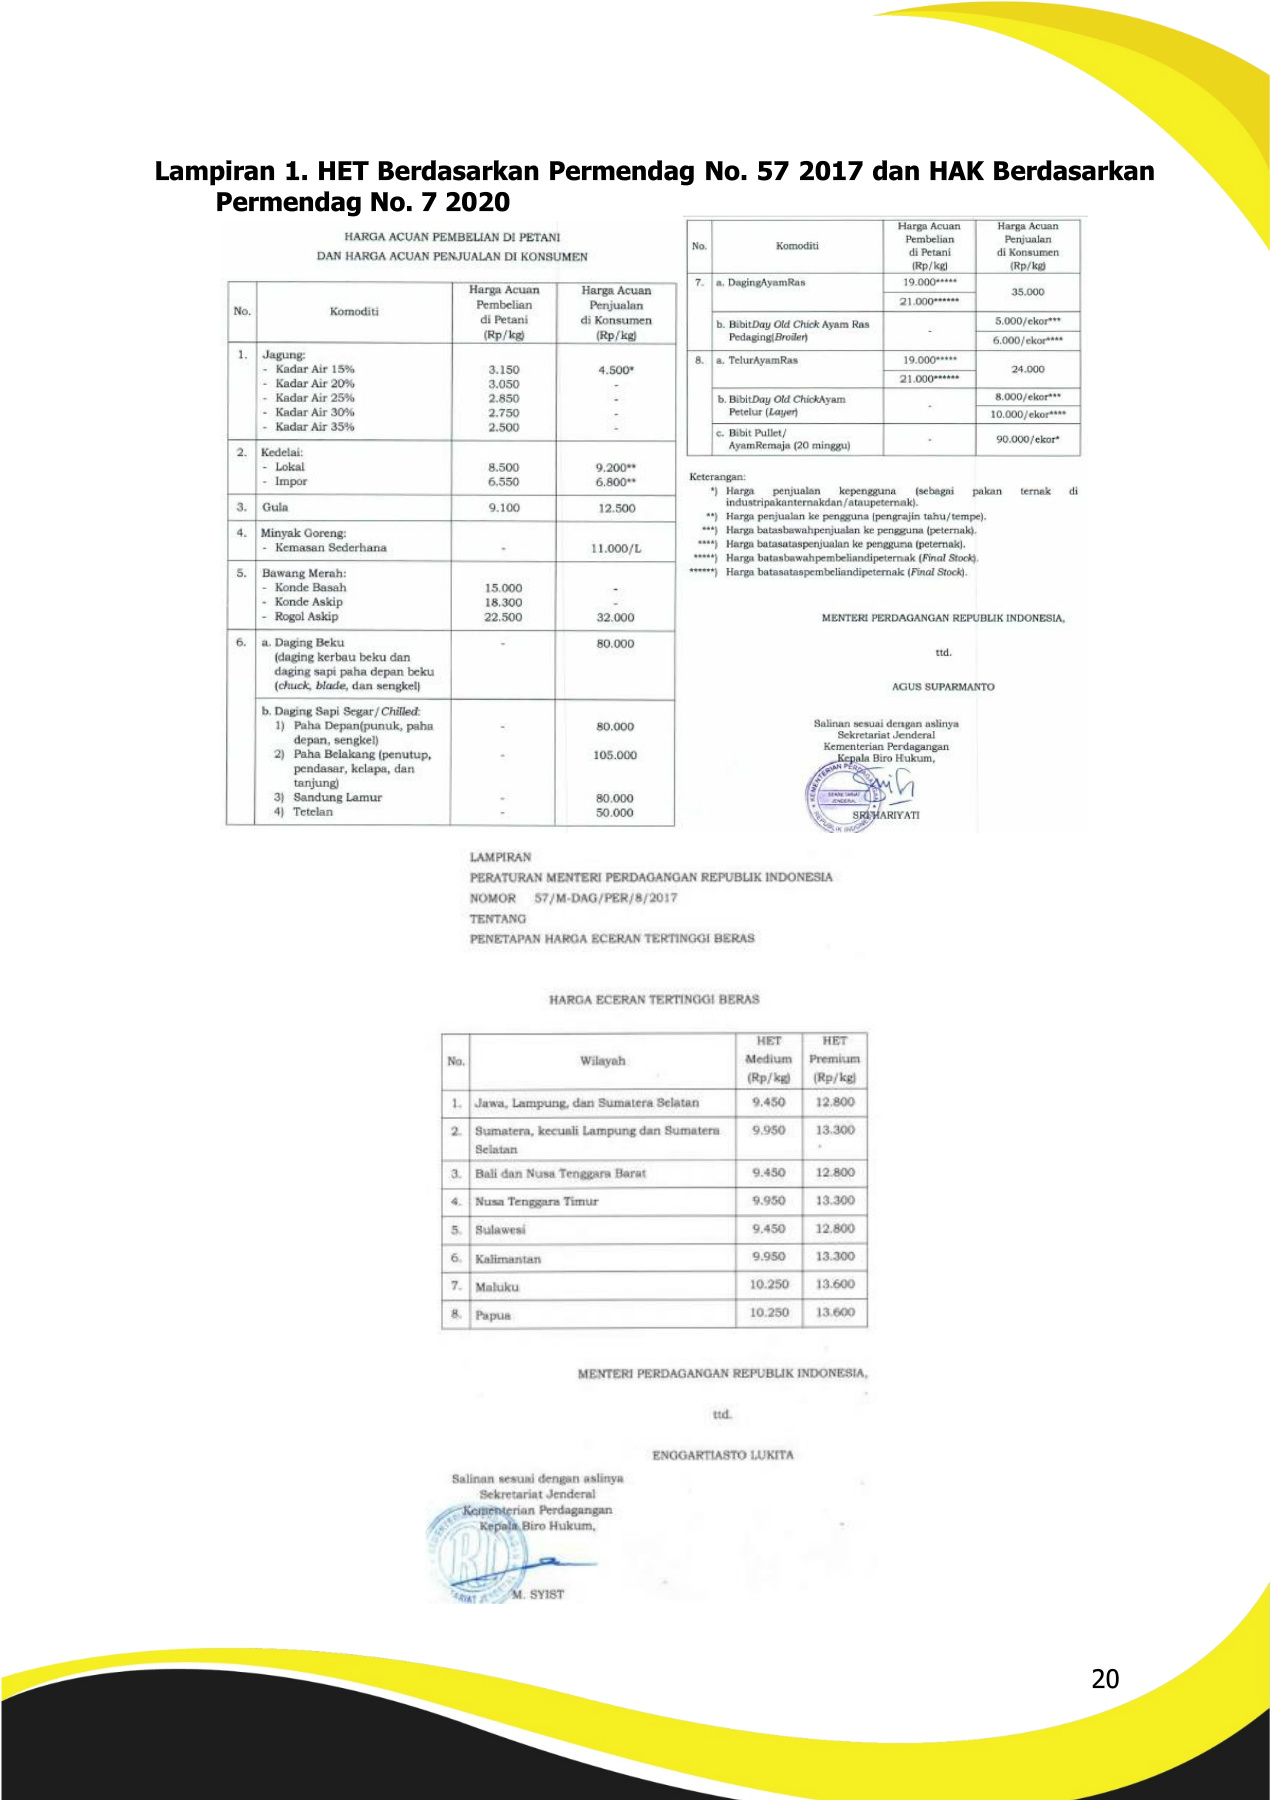 Lampiran 1. HET Berdasarkan Permendag No. 57 2017 dan HAK Berdasarkan
Permendag No. 7 2020
HARGA ACUAN PEMBELIAN DI PETANI
DAN HARGA ACUAN PENJUALAN DI KONSUMEN
No. Komoditi Harga Acuan Pembelian di Petani (Rp/kg) Harga Acuan Penjualan di Konsumen (Rp/kg)
1. Jagung:
- Kadar Air 15% 3.150 4.500*
- Kadar Air 20% 3.050 -
- Kadar Air 25% 2.850 -
- Kadar Air 30% 2.750 -
- Kadar Air 35% 2.500 -
2. Kedelai:
- Lokal 8.500 9.200**
- Impor 6.550 6.800**
3. Gula 9.100 12.500
4. Minyak Goreng:
- Kemasan Sederhana - 11.000/L
5. Bawang Merah:
- Konde Basah 15.000 -
- Konde Askip 18.300 -
- Rogol Askip 22.500 32.000
6. a. Daging Beku - 80.000
(daging kerbau beku dan
daging sapi paha depan beku
(chuck, blade, dan sengkel)
b. Daging Sapi Segar/Chilled:
1) Paha Depan(punuk, paha - 80.000
depan, sengkel)
2) Paha Belakang (penutup, - 105.000
pendasar, kelapa, dan
tanjung)
3) Sandung Lamur - 80.000
4) Tetelan - 50.000
No. Komoditi Harga Acuan Pembelian di Petani (Rp/kg) Harga Acuan Penjualan di Konsumen (Rp/kg)
7. a. DagingAyamRas 19.000***** 35.000
21.000******
b. BibitDay Old Chick Ayam Ras - 5.000/ekor***
Pedaging(Broiler) 6.000/ekor****
8. a. TelurAyamRas 19.000***** 24.000
21.000******
b. BibitDay Old ChickAyam - 8.000/ekor***
Petelur (Layer) 10.000/ekor****
c. Bibit Pullet/ - 90.000/ekor*
AyamRemaja (20 minggu)
Keterangan:
*) Harga penjualan kepengguna (sebagai pakan ternak di
industripakanternakdan/ataupeternak).
**) Harga penjualan ke pengguna (pengrajin tahu/tempe).
***) Harga batasbawahpenjualan ke pengguna (peternak).
****) Harga batasataspenjualan ke pengguna (peternak).
*****) Harga batasbawahpembeliandipeternak (Final Stock).
******) Harga batasataspembeliandipeternak (Final Stock).
MENTERI PERDAGANGAN REPUBLIK INDONESIA,
ttd.
AGUS SUPARMANTO
Salinan sesuai dengan aslinya
Sekretariat Jenderal
Kementerian Perdagangan
Kepala Biro Hukum,
KEMENTERIAN PERDAGANGAN
SEKRETARIAT
JENDERAL
REPUBLIK INDONESIA
SRI HARIYATI
LAMPIRAN
PERATURAN MENTERI PERDAGANGAN REPUBLIK INDONESIA
NOMOR 57/M-DAG/PER/8/2017
TENTANG
PENETAPAN HARGA ECERAN TERTINGGI BERAS
HARGA ECERAN TERTINGGI BERAS
No. Wilayah HET Medium (Rp/kg) HET Premium (Rp/kg)
1. Jawa, Lampung, dan Sumatera Selatan 9.450 12.800
2. Sumatera, kecuali Lampung dan Sumatera 9.950 13.300
Selatan
3. Bali dan Nusa Tenggara Barat 9.450 12.800
4. Nusa Tenggara Timur 9.950 13.300
5. Sulawesi 9.450 12.800
6. Kalimantan 9.950 13.300
7. Maluku 10.250 13.600
8. Papua 10.250 13.600
MENTERI PERDAGANGAN REPUBLIK INDONESIA,
ttd.
ENGGARTIASTO LUKITA
Salinan sesuai dengan aslinya
Sekretariat Jenderal
Kementerian Perdagangan
Kepala Biro Hukum,
M. SYIST
20